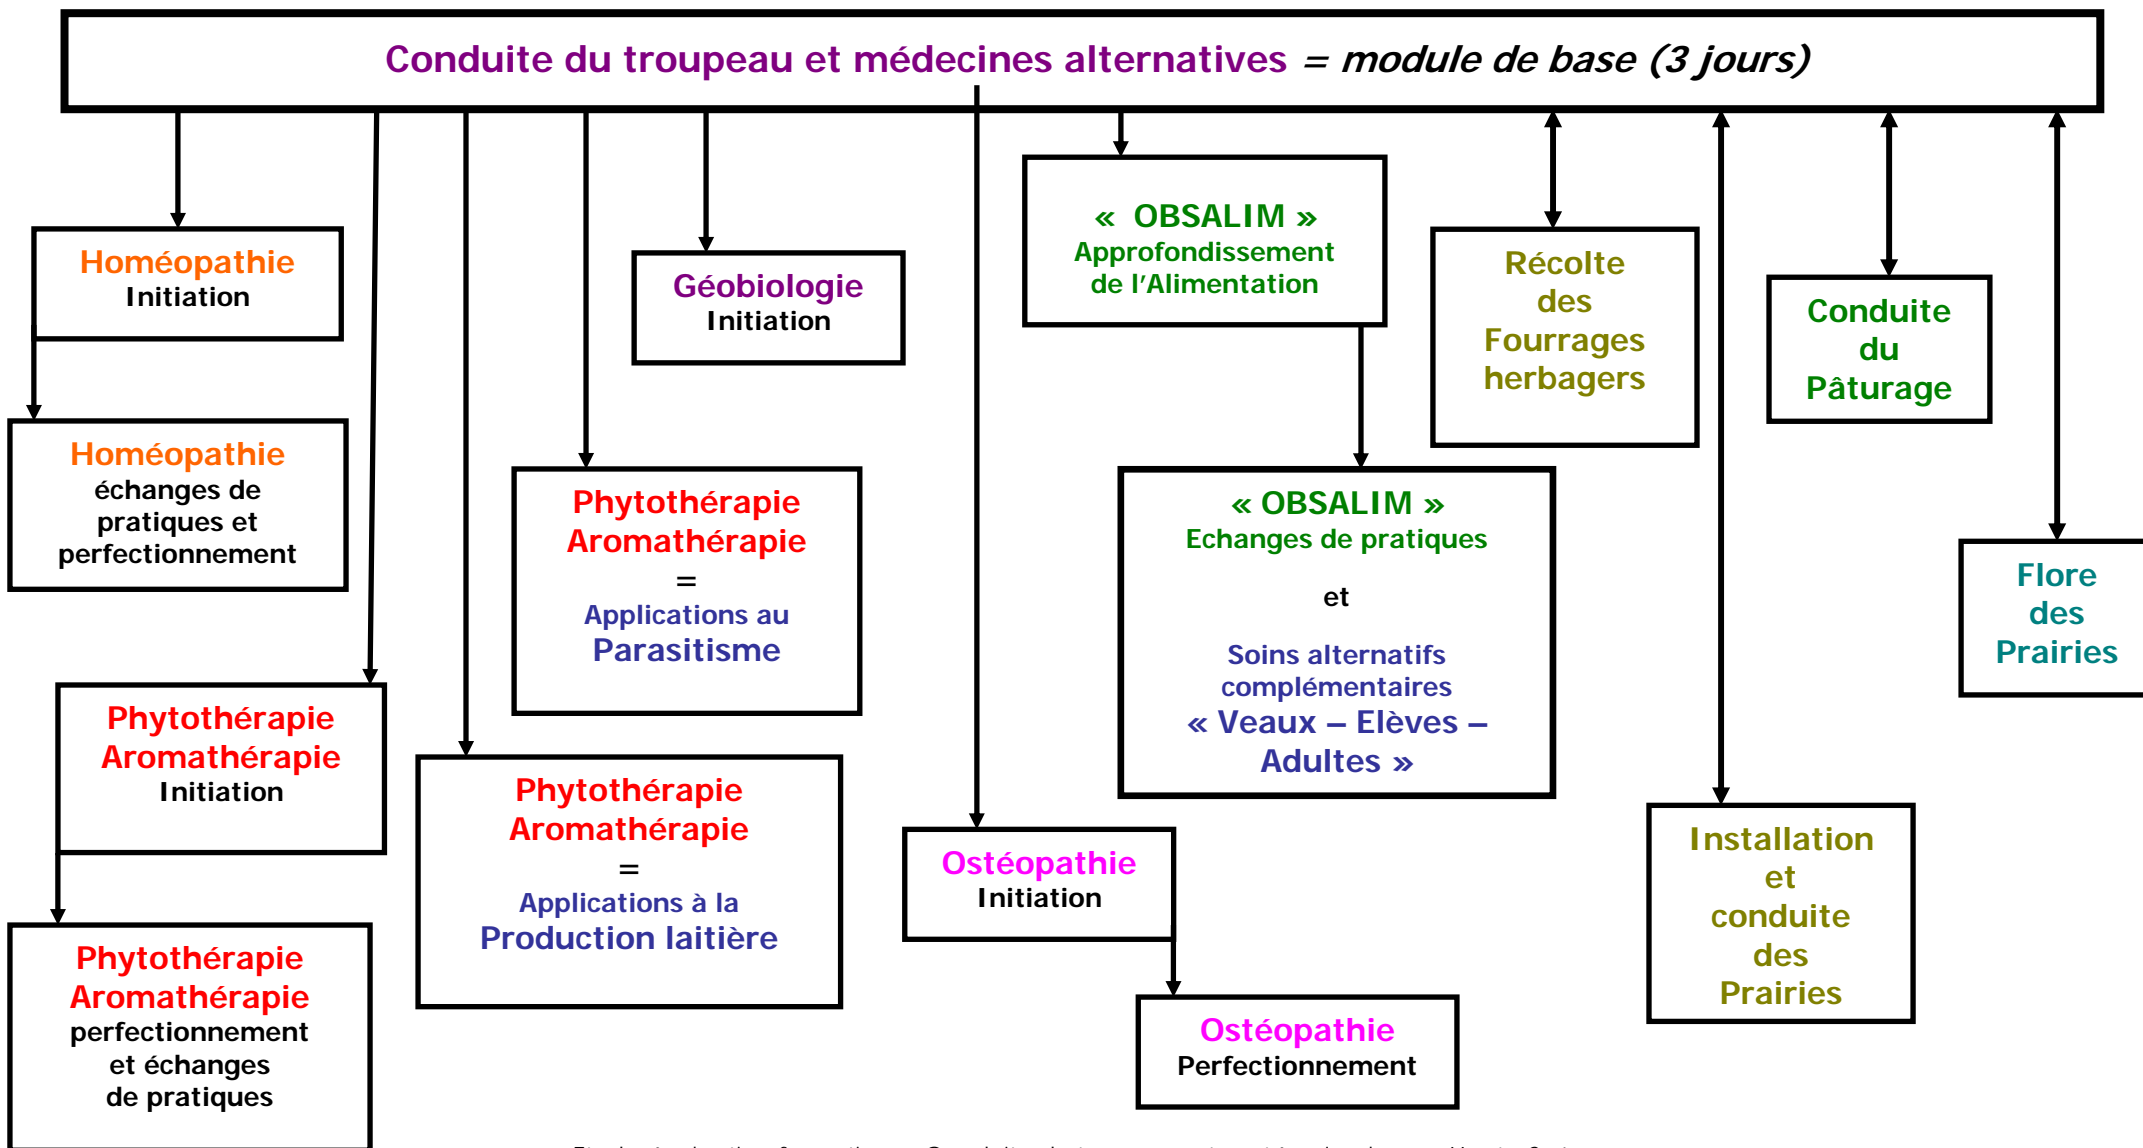 Conduite du troupeau et médecines alternatives = module de base (3 jours)
Homéopathie
Initiation
Homéopathie
échanges de
pratiques et
perfectionnement
Phytothérapie
Aromathérapie
Initiation
Phytothérapie
Aromathérapie
perfectionnement
et échanges
de pratiques
Phytothérapie
Aromathérapie
=
Applications à la
Production laitière
Phytothérapie
Aromathérapie
=
Applications au
Parasitisme
Géobiologie
Initiation
Ostéopathie
Initiation
Ostéopathie
Perfectionnement
« OBSALIM »
Approfondissement
de l'Alimentation
« OBSALIM »
Echanges de pratiques
et
Soins alternatifs
complémentaires
« Veaux – Elèves –
Adultes »
Récolte
des
Fourrages
herbagers
Installation
et
conduite
des
Prairies
Conduite
du
Pâturage
Flore
des
Prairies